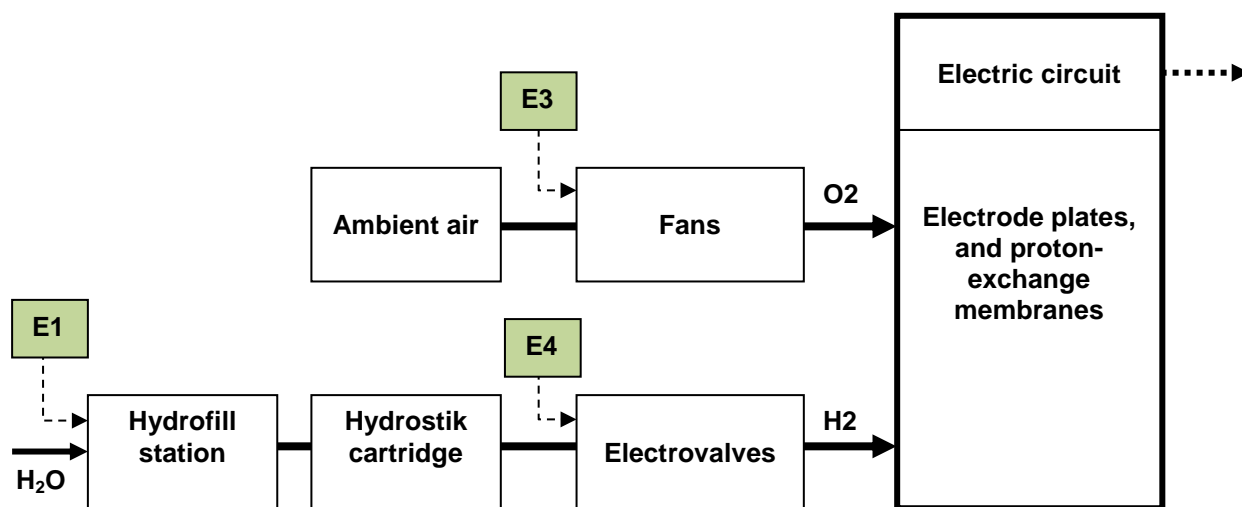 Electric circuit
E3
Ambient air
Fans
O2
Electrode plates,
and proton-
exchange
membranes
E1
E4
H₂O
Hydrofill
station
Hydrostik
cartridge
Electrovalves
H2